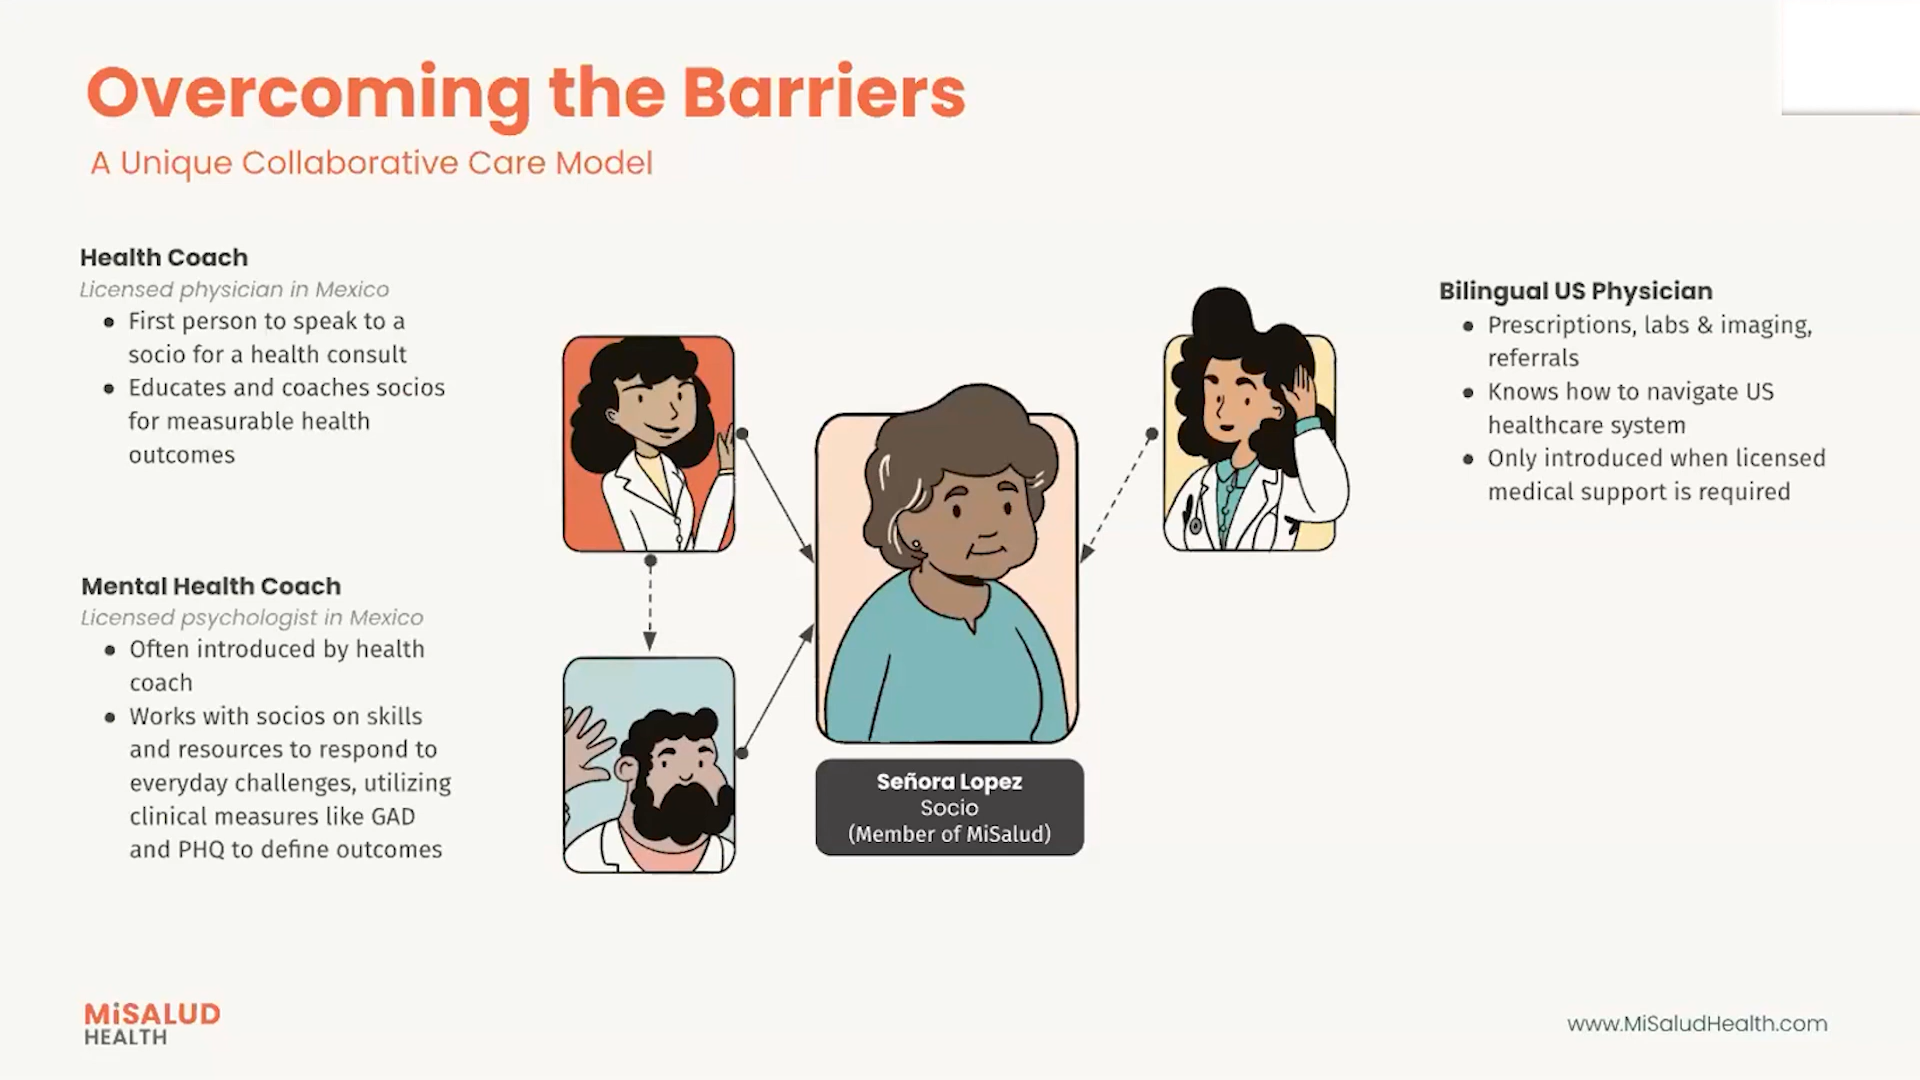 Overcoming the Barriers
A Unique Collaborative Care Model
Health Coach
Licensed physician in Mexico
● First person to speak to a
socio for a health consult
● Educates and coaches socios
for measurable health
outcomes
Mental Health Coach
Licensed psychologist in Mexico
● Often introduced by health
coach
● Works with socios on skills
and resources to respond to
everyday challenges, utilizing
clinical measures like GAD
and PHQ to define outcomes
Señora Lopez
Socio
(Member of MiSalud)
Bilingual US Physician
● Prescriptions, labs & imaging,
referrals
● Knows how to navigate US
healthcare system
● Only introduced when licensed
medical support is required
MiSALUD
HEALTH
www.MiSaludHealth.com